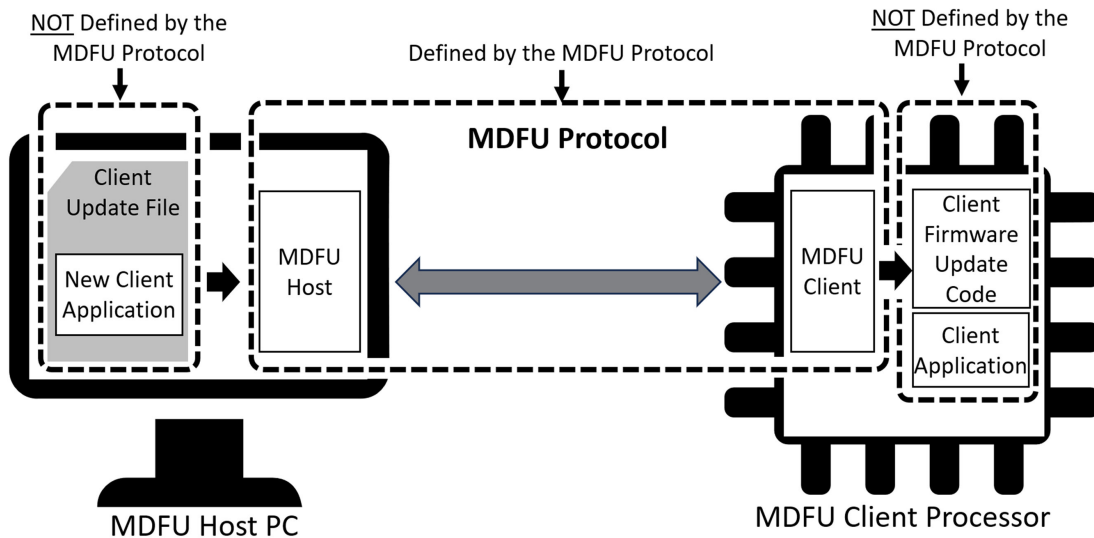 NOT Defined by the
MDFU Protocol
Defined by the MDFU Protocol
NOT Defined by the
MDFU Protocol
MDFU Protocol
Client
Update File
New Client
Application
MDFU
Host
MDFU
Client
Client
Firmware
Update
Code
Client
Application
MDFU Host PC
MDFU Client Processor